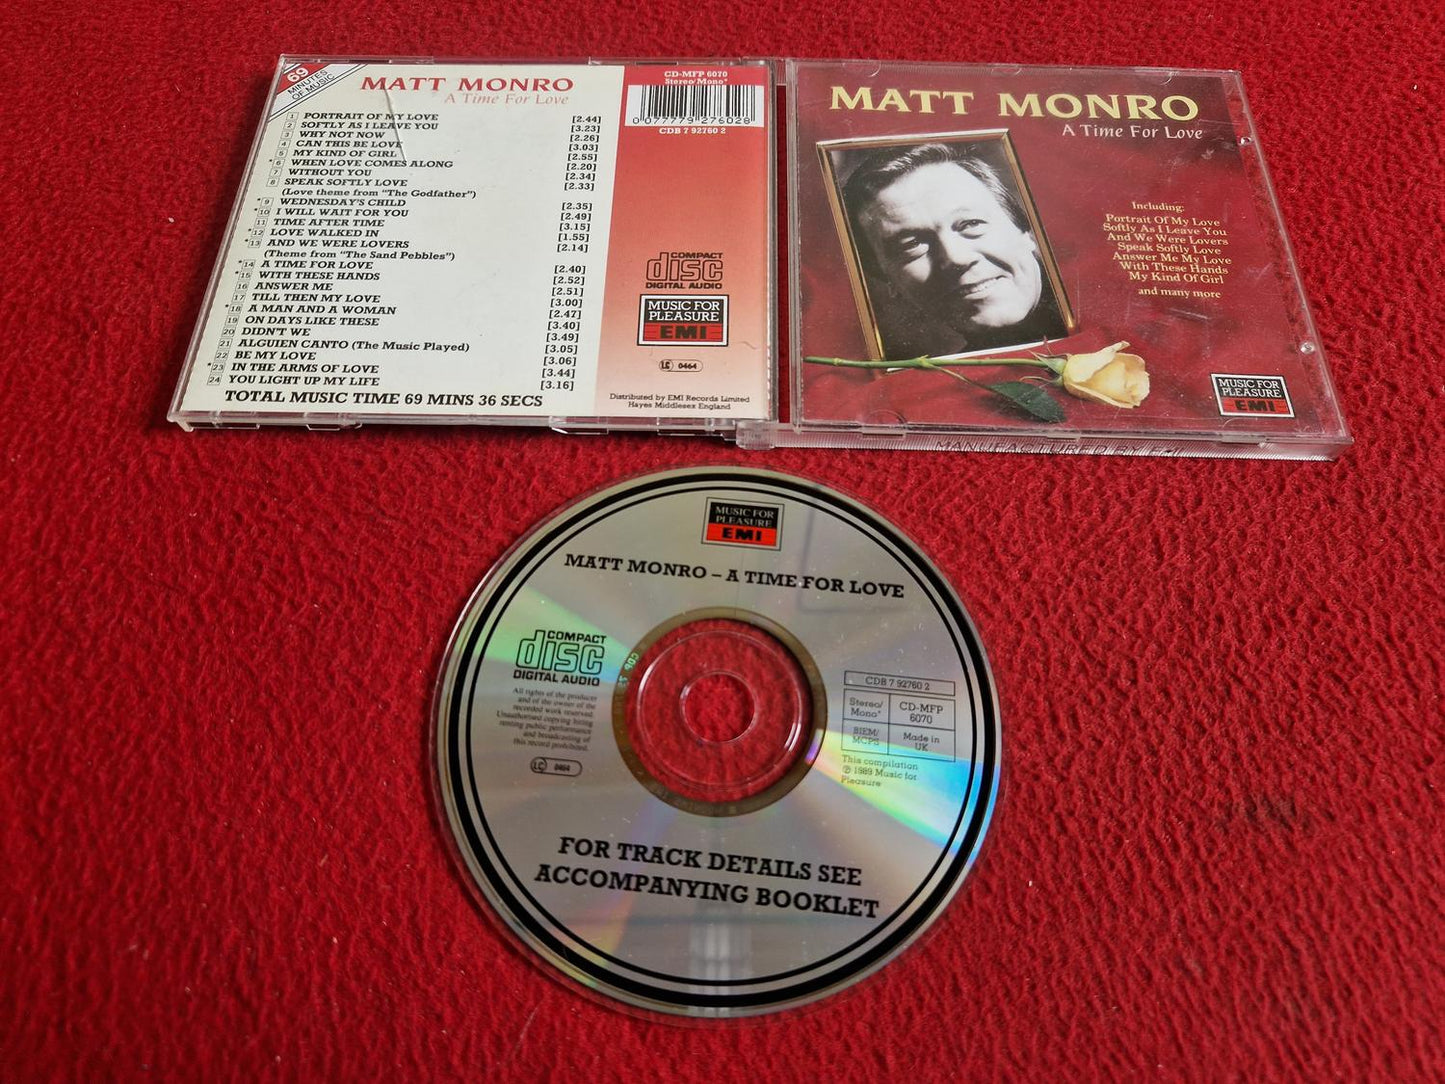 69
MINUTES
OF MUSIC
MATT MONRO
A Time For Love
1 PORTRAIT OF MY LOVE [2.44]
2 SOFTLY AS I LEAVE YOU [3.23]
3 WHY NOT NOW [2.26]
4 CAN THIS BE LOVE [3.03]
5 MY KIND OF GIRL [2.55]
*6 WHEN LOVE COMES ALONG [2.20]
7 WITHOUT YOU [2.34]
8 SPEAK SOFTLY LOVE [2.33]
(Love theme from "The Godfather")
*9 WEDNESDAY'S CHILD [2.35]
*10 I WILL WAIT FOR YOU [2.49]
11 TIME AFTER TIME [3.15]
*12 LOVE WALKED IN [1.55]
*13 AND WE WERE LOVERS [2.14]
(Theme from "The Sand Pebbles")
*14 A TIME FOR LOVE [2.40]
*15 WITH THESE HANDS [2.52]
16 ANSWER ME [2.51]
17 TILL THEN MY LOVE [3.00]
*18 A MAN AND A WOMAN [2.47]
19 ON DAYS LIKE THESE [3.40]
20 DIDN'T WE [3.49]
21 ALGUIEN CANTO (The Music Played) [3.05]
22 BE MY LOVE [3.06]
*23 IN THE ARMS OF LOVE [3.44]
24 YOU LIGHT UP MY LIFE [3.16]
TOTAL MUSIC TIME 69 MINS 36 SECS
CD-MFP 6070
Stereo/Mono*
0 077779 276028
CDB 7 92760 2
COMPACT
disc
DIGITAL AUDIO
MUSIC FOR
PLEASURE
EMI
LC 0464
Distributed by EMI Records Limited
Hayes Middlesex England
MATT MONRO
A Time For Love
Including:
Portrait Of My Love
Softly As I Leave You
And We Were Lovers
Speak Softly Love
Answer Me My Love
With These Hands
My Kind Of Girl
and many more
MUSIC FOR
PLEASURE
EMI
MANUFACTURED BY EMI
MUSIC FOR
PLEASURE
EMI
MATT MONRO – A TIME FOR LOVE
COMPACT
disc
DIGITAL AUDIO
All rights of the producer
and of the owner of the
recorded work reserved.
Unauthorised copying hiring
renting public performance
and broadcasting of
this record prohibited.
LC 0464
CDB 7 92760 2
Stereo/
Mono*
CD-MFP
6070
BIEM/
MCPS
Made in
UK
This compilation
℗ 1989 Music for
Pleasure
FOR TRACK DETAILS SEE
ACCOMPANYING BOOKLET